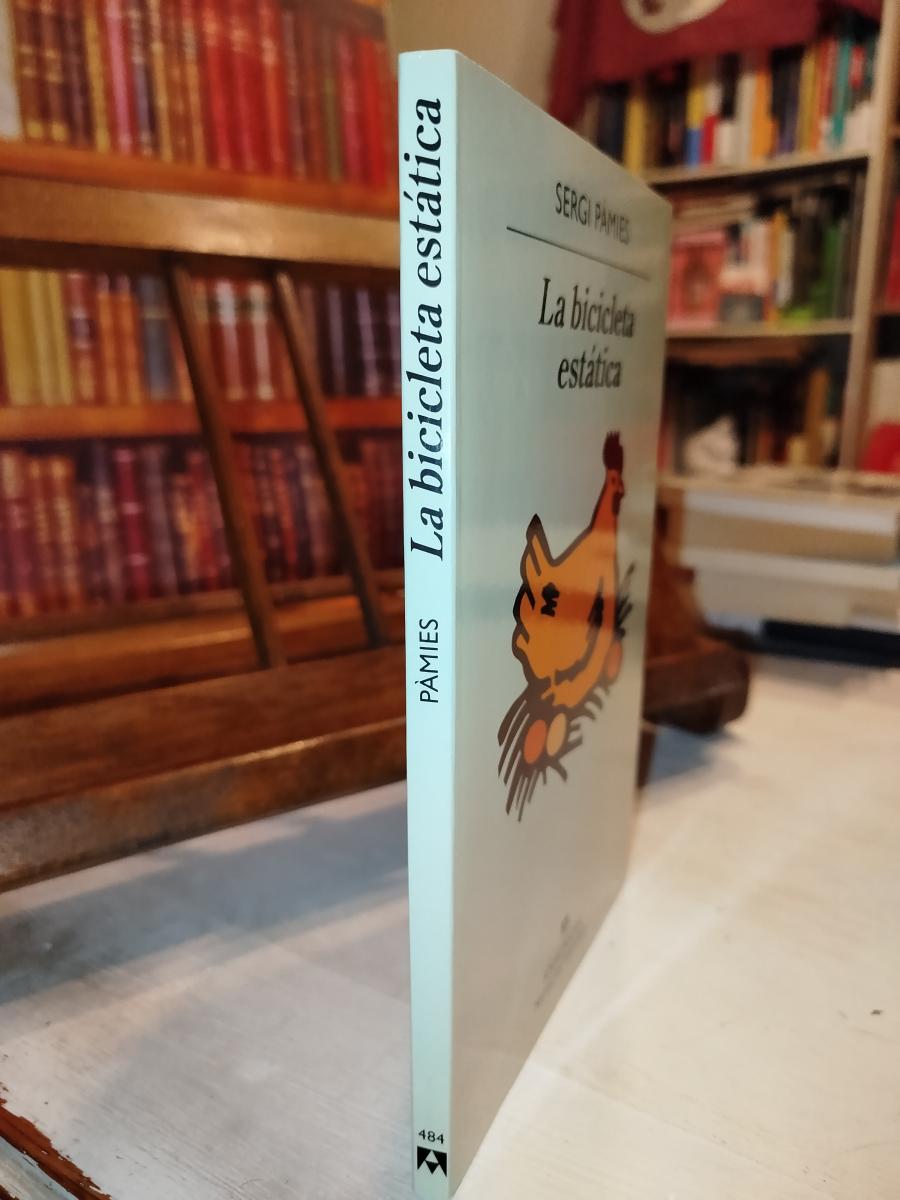 La bicicleta estática
PÀMIES
484
SERGI PÀMIES
La bicicleta
estática